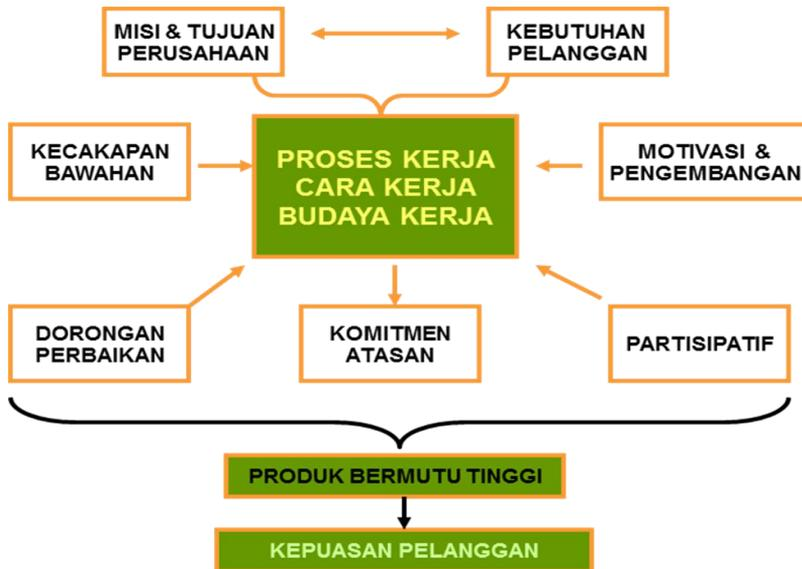 MISI & TUJUAN
PERUSAHAAN
KEBUTUHAN
PELANGGAN
KECAKAPAN
BAWAHAN
PROSES KERJA
CARA KERJA
BUDAYA KERJA
MOTIVASI &
PENGEMBANGAN
DORONGAN
PERBAIKAN
KOMITMEN
ATASAN
PARTISIPATIF
PRODUK BERMUTU TINGGI
KEPUASAN PELANGGAN